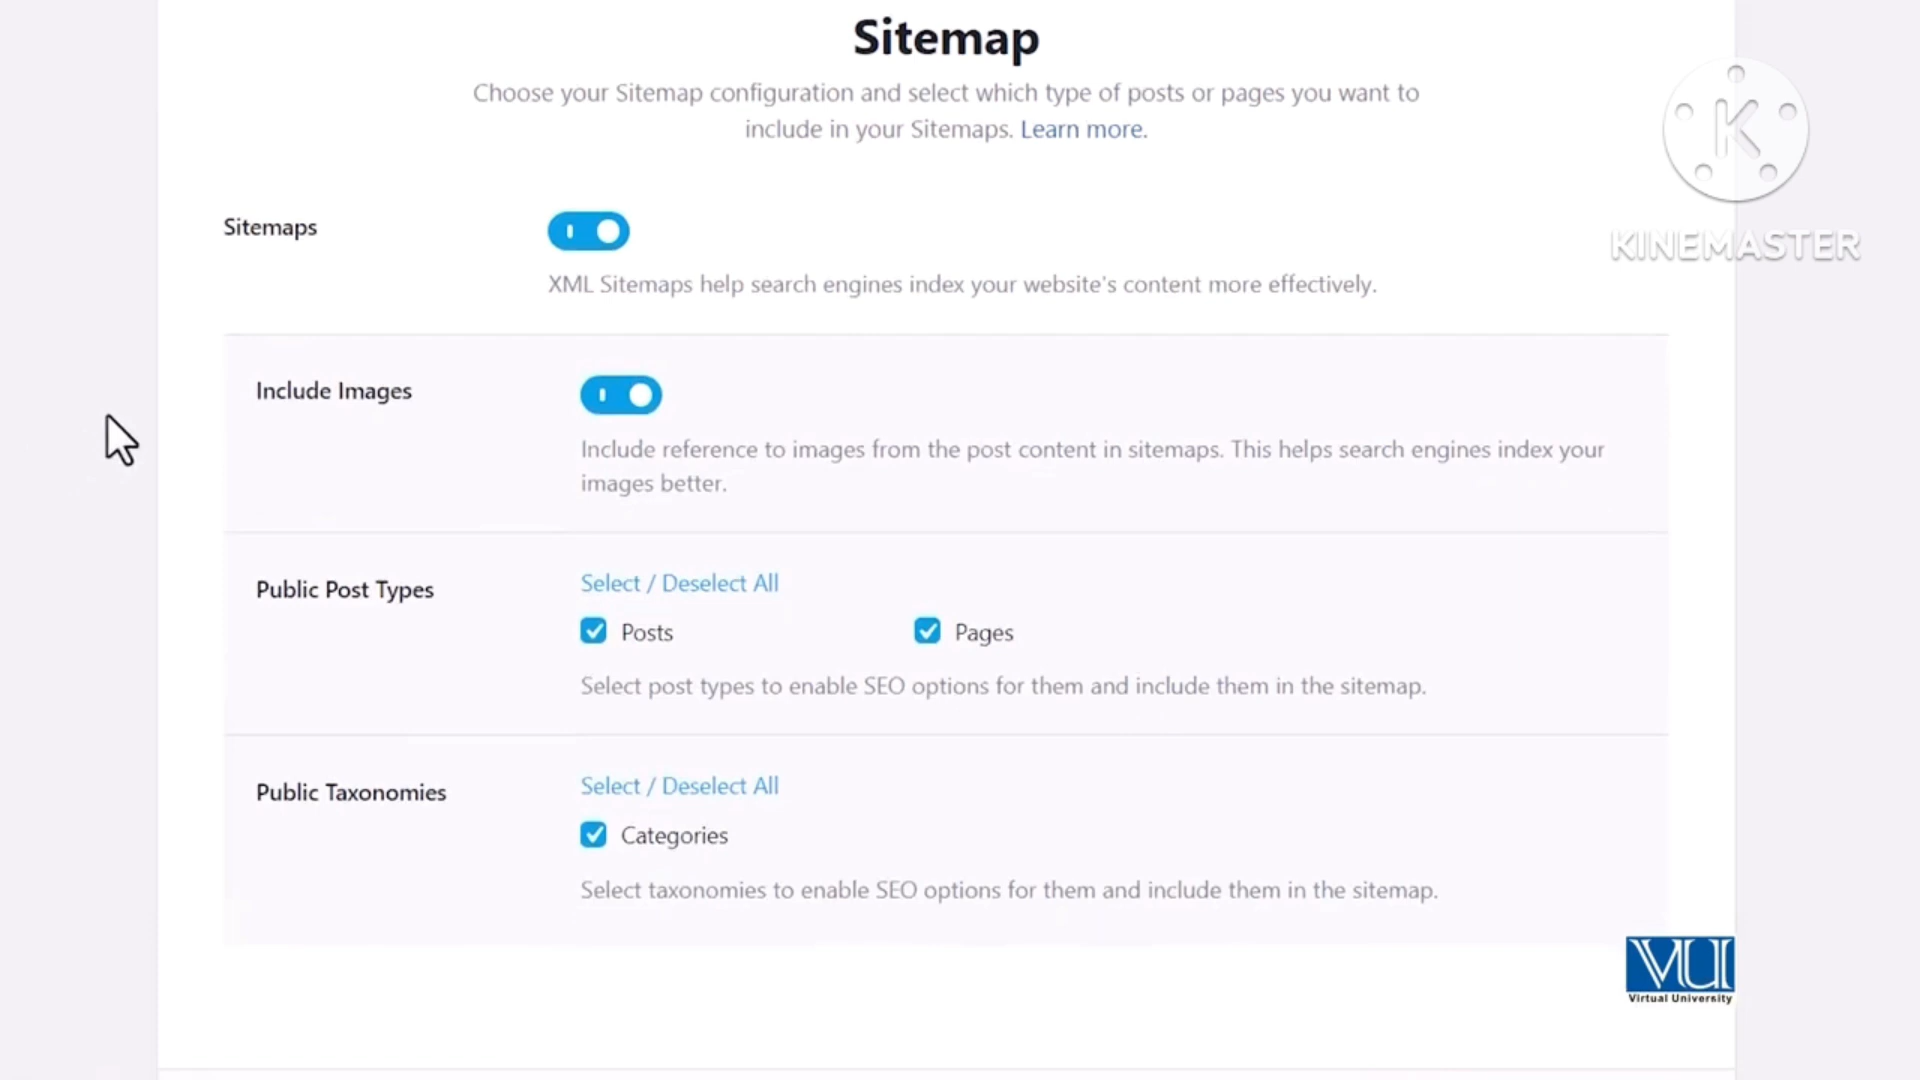 Sitemap
Choose your Sitemap configuration and select which type of posts or pages you want to
include in your Sitemaps. Learn more.
K
KINEMASTER
Sitemaps
XML Sitemaps help search engines index your website's content more effectively.
Include Images
Include reference to images from the post content in sitemaps. This helps search engines index your
images better.
Public Post Types
Select / Deselect All
Posts
Pages
Select post types to enable SEO options for them and include them in the sitemap.
Public Taxonomies
Select / Deselect All
Categories
Select taxonomies to enable SEO options for them and include them in the sitemap.
VU
Virtual University